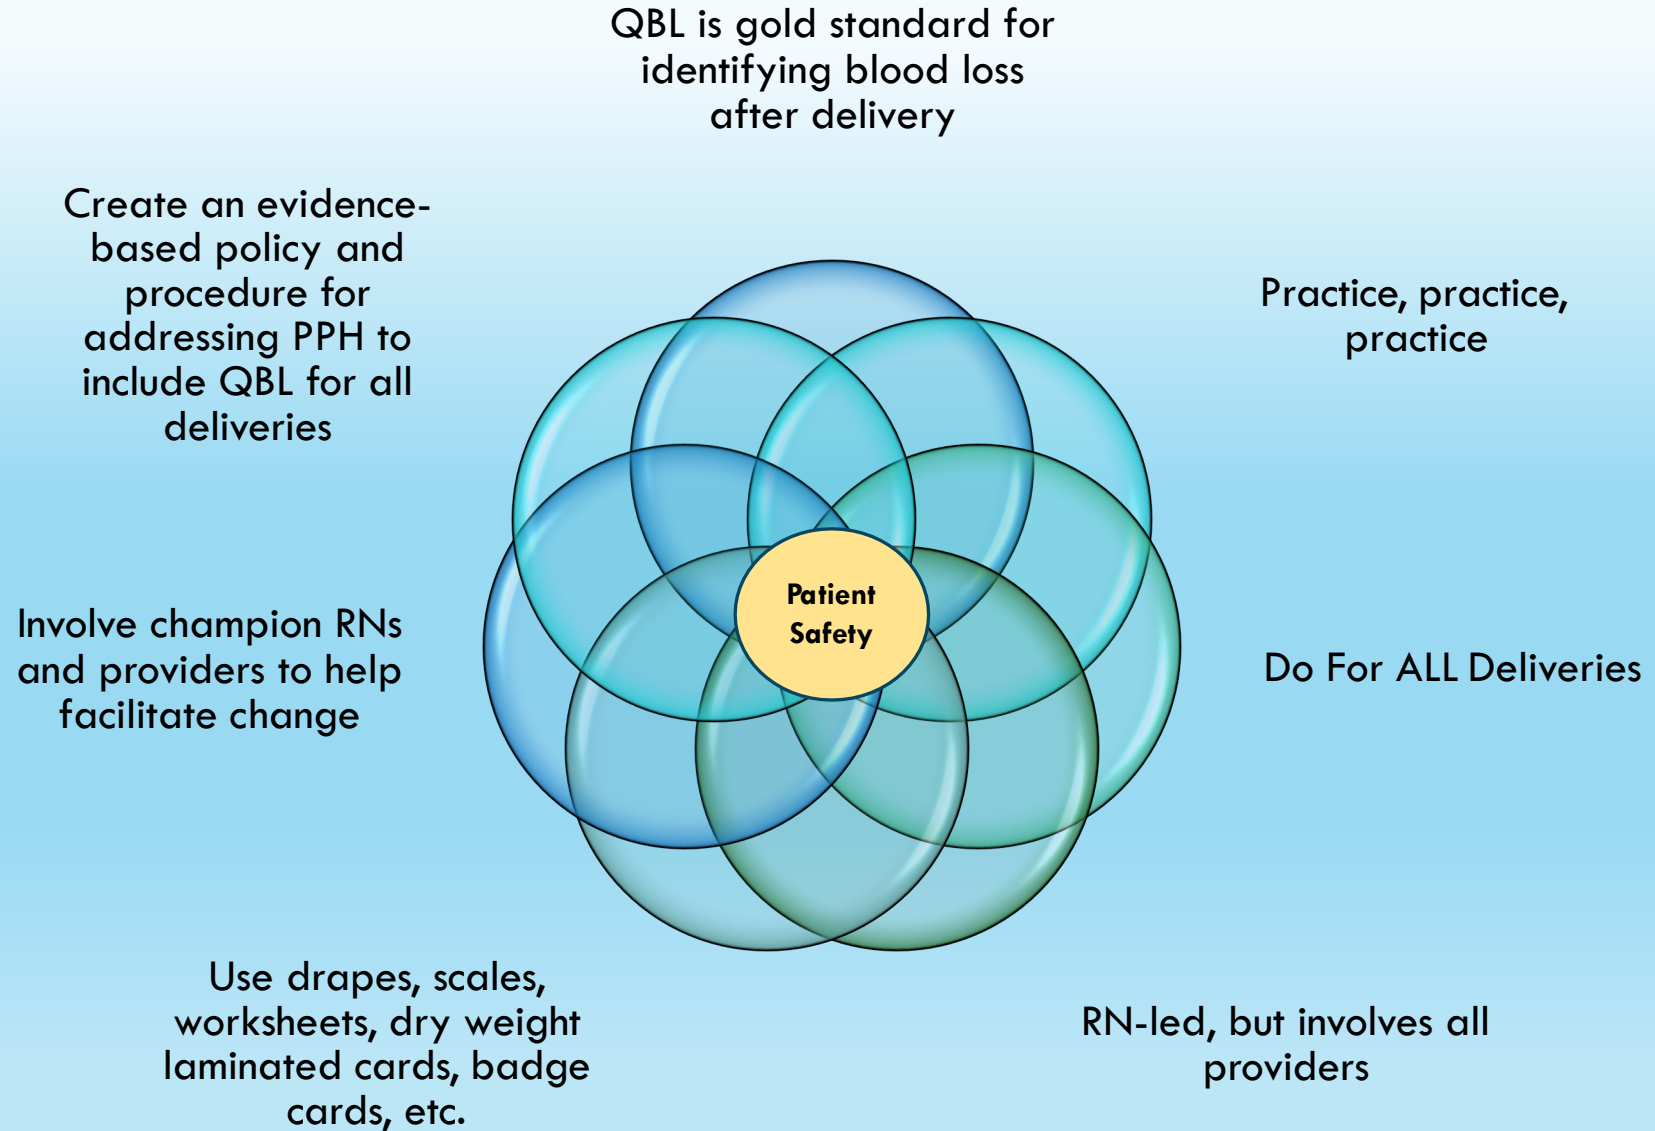 QBL is gold standard for
identifying blood loss
after delivery
Create an evidence-
based policy and
procedure for
addressing PPH to
include QBL for all
deliveries
Practice, practice,
practice
Patient
Safety
Involve champion RNs
and providers to help
facilitate change
Do For ALL Deliveries
Use drapes, scales,
worksheets, dry weight
laminated cards, badge
cards, etc.
RN-led, but involves all
providers